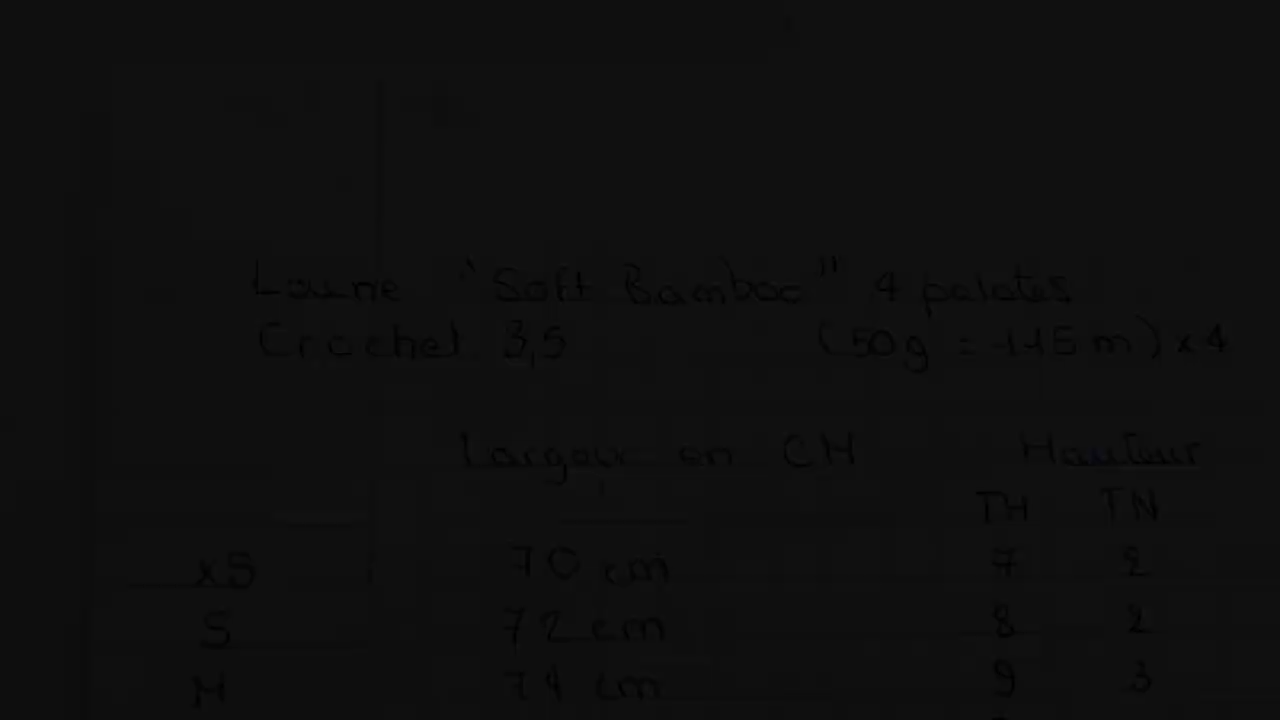 Laine "Soft Bamboo" 4 pelotes
Crochet 3,5 (50g = 115 m) x 4
Largeur en CM Hauteur
TH TN
XS 70 cm 7 2
S 72 cm 8 2
M 74 cm 9 3